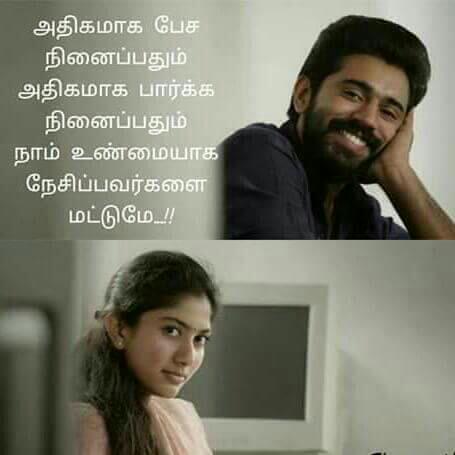 அதிகமாக பேச
நினைப்பதும்
அதிகமாக பார்க்க
நினைப்பதும்
நாம் உண்மையாக
நேசிப்பவர்களை
மட்டுமே....!!